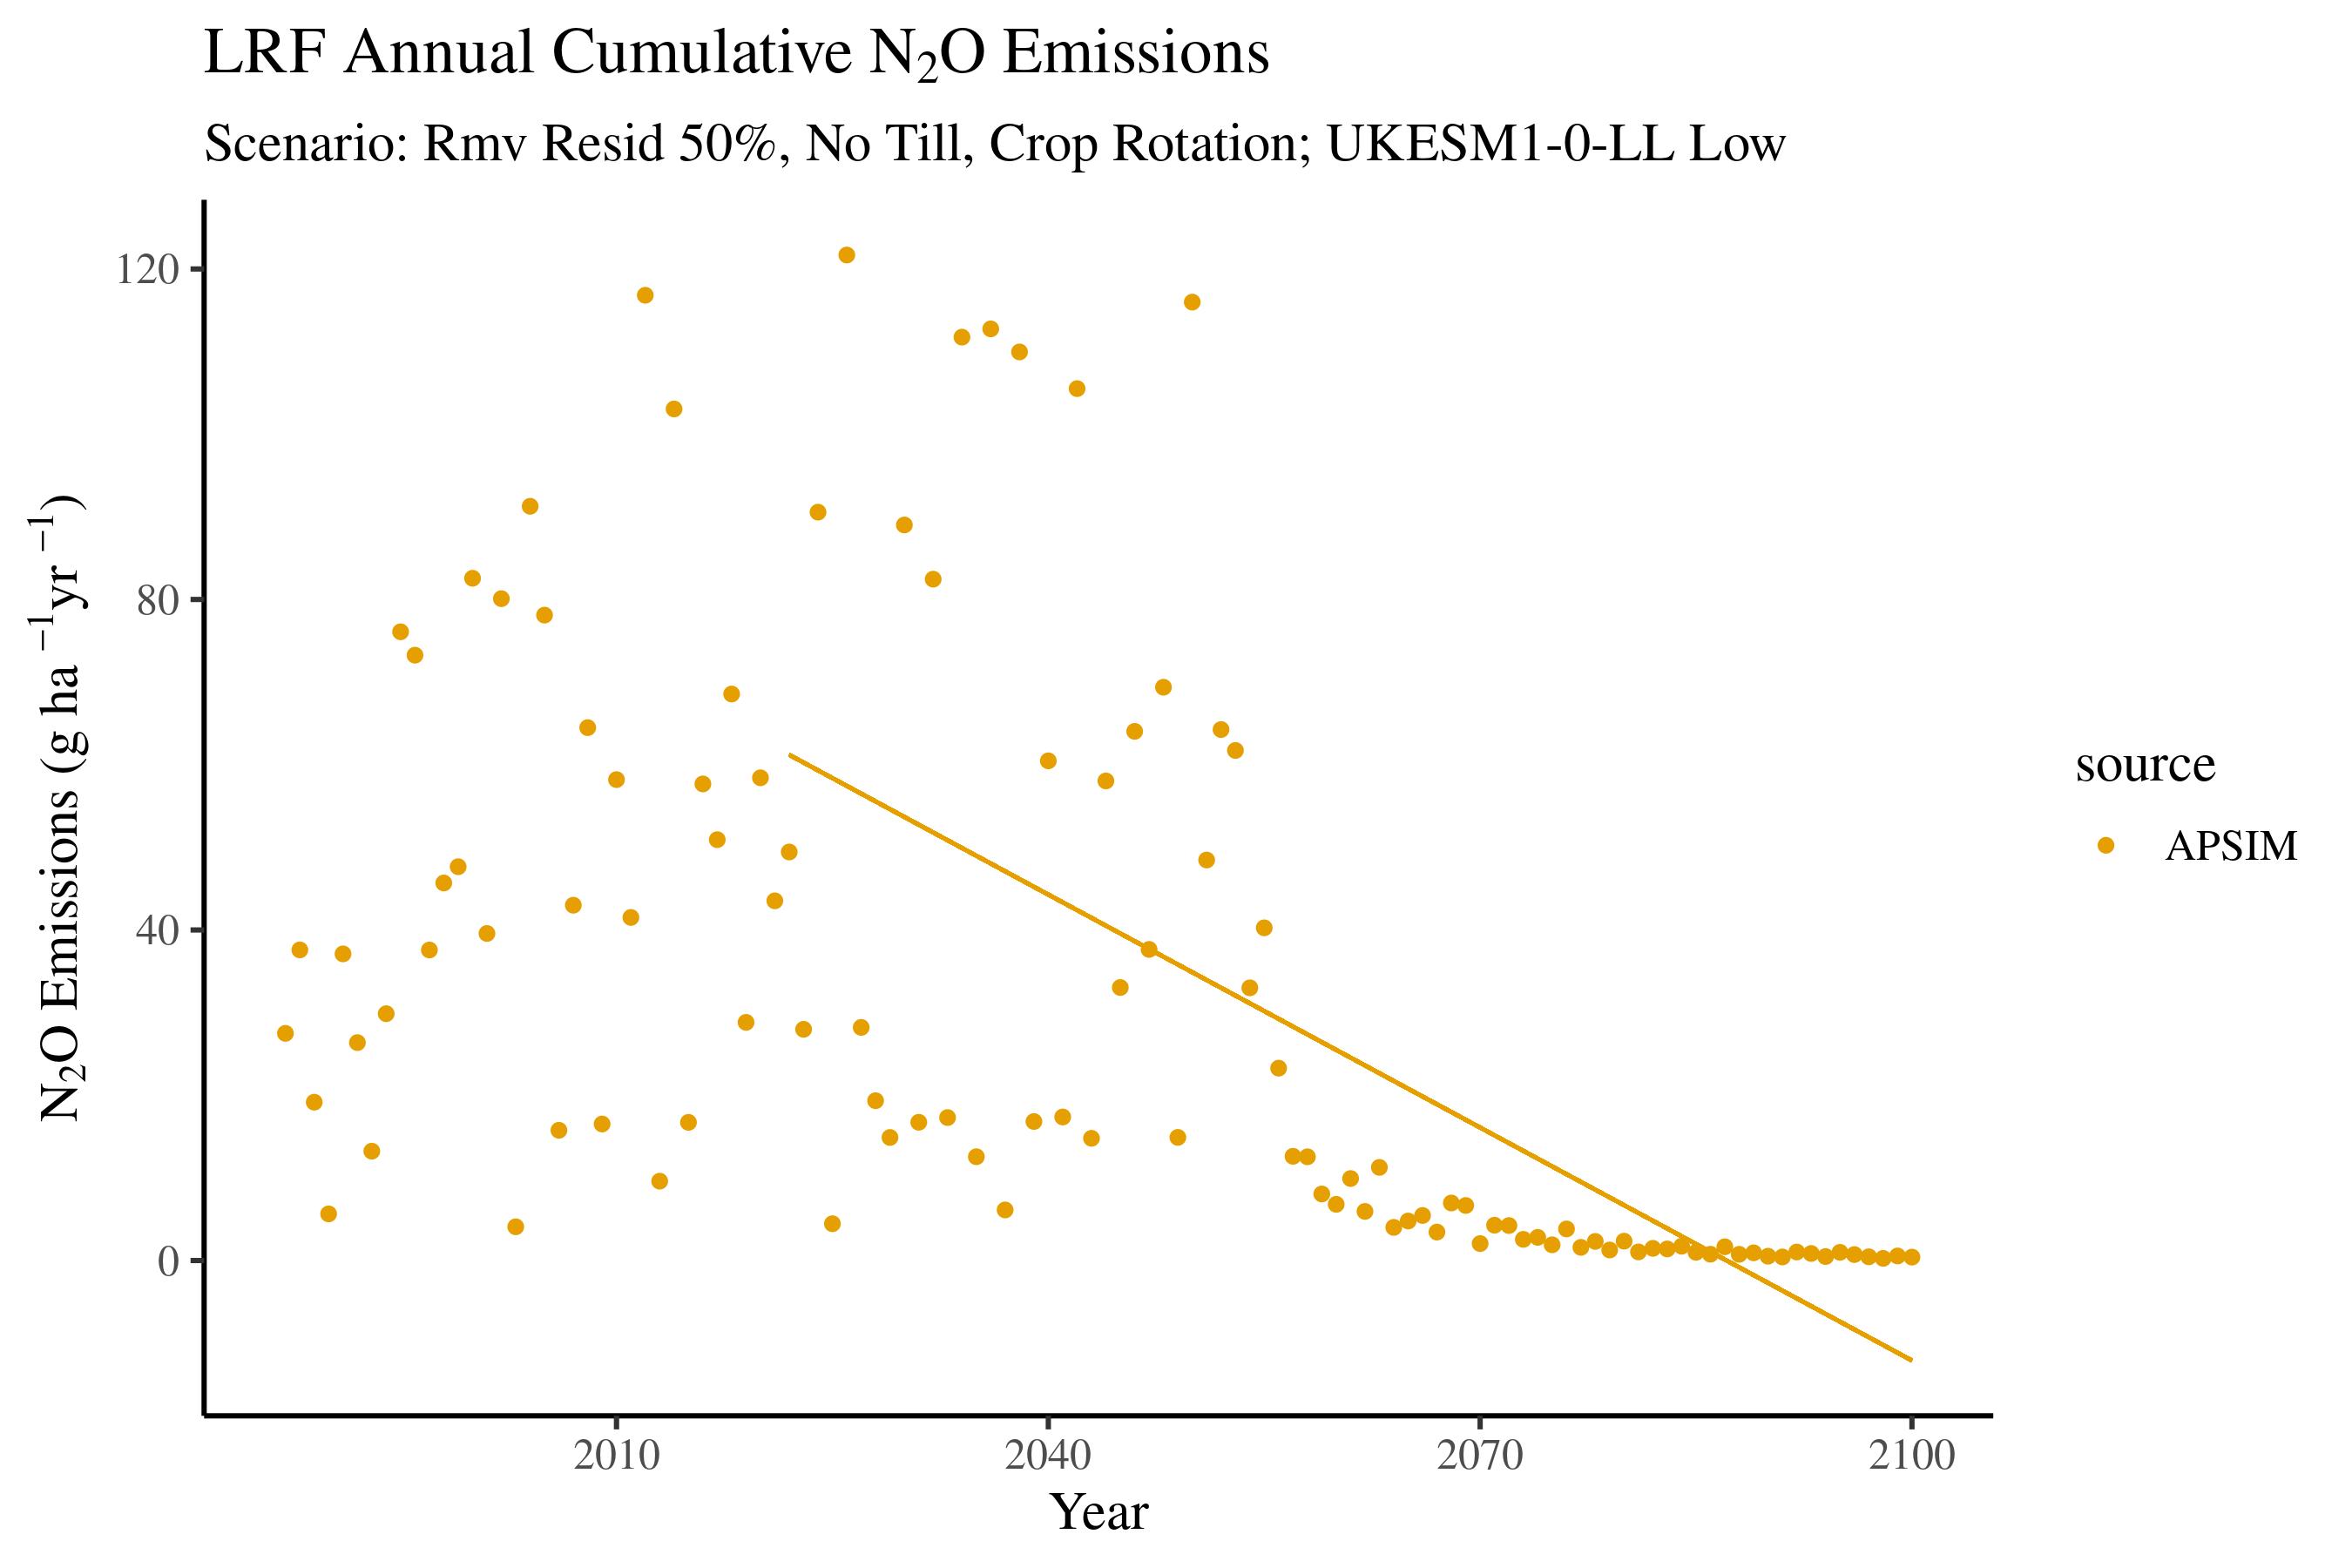 LRF Annual Cumulative N₂O Emissions
Scenario: Rmv Resid 50%, No Till, Crop Rotation; UKESM1-0-LL Low
N₂O Emissions (g ha⁻¹yr⁻¹)
120
80
40
0
2010 2040 2070 2100
Year
source
APSIM